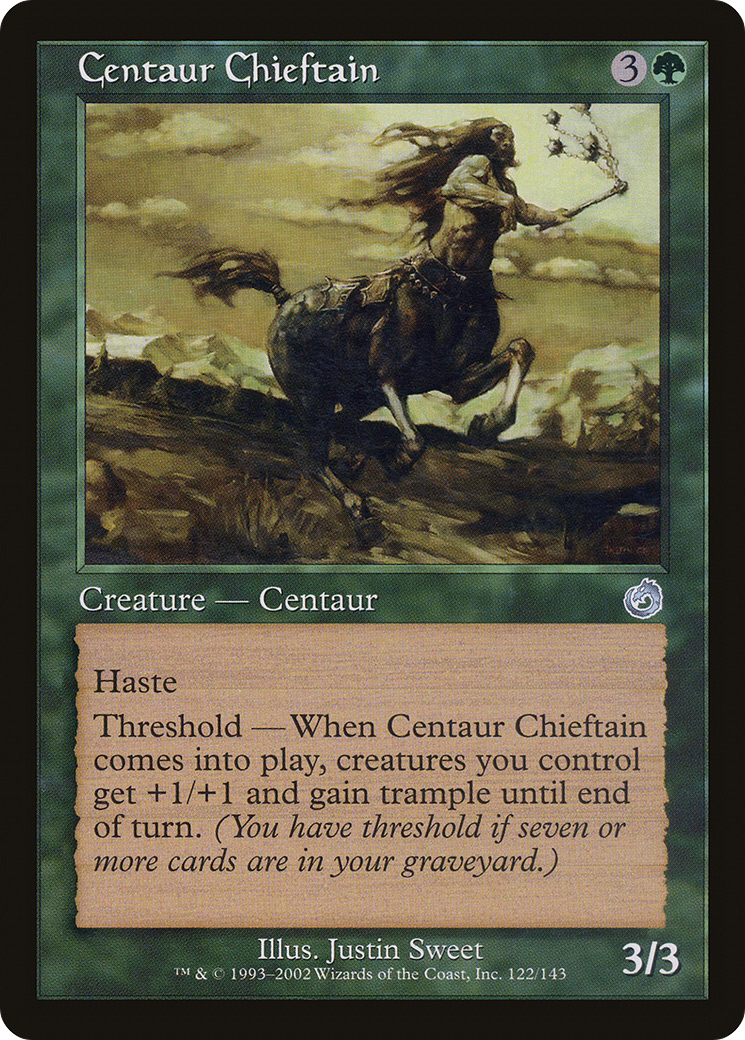 Centaur Chieftain 3
Creature — Centaur
Haste
Threshold — When Centaur Chieftain
comes into play, creatures you control
get +1/+1 and gain trample until end
of turn. (You have threshold if seven or
more cards are in your graveyard.)
Illus. Justin Sweet
™ & © 1993–2002 Wizards of the Coast, Inc. 122/143
3/3